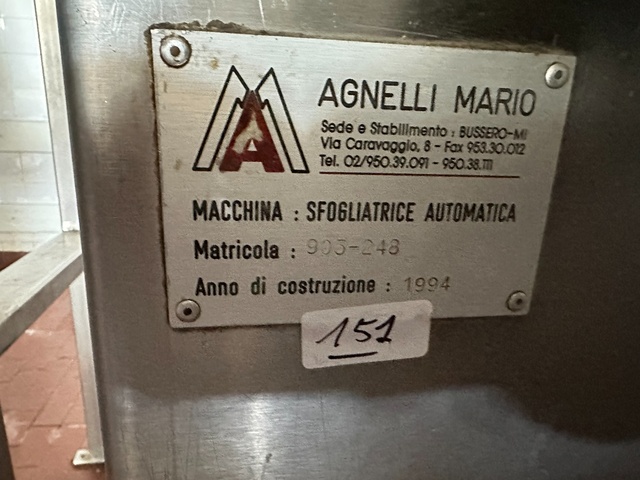 AGNELLI MARIO
Sede e Stabilimento : BUSSERO-MI
Via Caravaggio, 8 - Fax 953.30.012
Tel. 02/950.39.091 - 950.38.111
MACCHINA : SFOGLIATRICE AUTOMATICA
Matricola : 903-248
Anno di costruzione : 1994
151